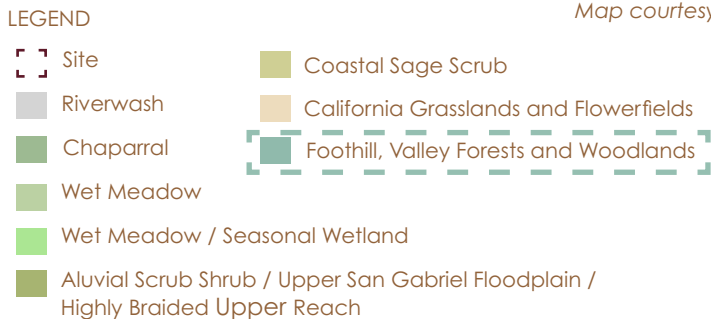 LEGEND
Map courtesy
Site
Riverwash
Chaparral
Wet Meadow
Wet Meadow / Seasonal Wetland
Aluvial Scrub Shrub / Upper San Gabriel Floodplain /
Highly Braided Upper Reach
Coastal Sage Scrub
California Grasslands and Flowerfields
Foothill, Valley Forests and Woodlands